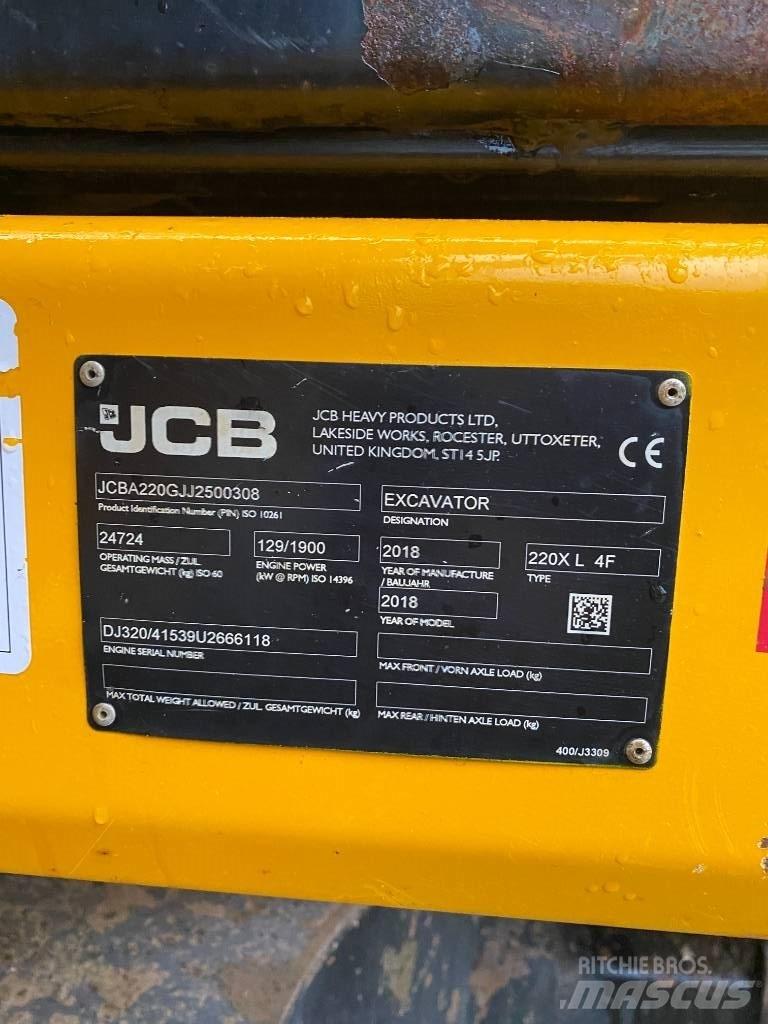 JCB
JCB HEAVY PRODUCTS LTD,
LAKESIDE WORKS, ROCESTER, UTTOXETER,
UNITED KINGDOM, ST14 5JP.
CE
JCBA220GJJ2500308
Product Identification Number (PIN) ISO 10261
EXCAVATOR
DESIGNATION
24724
OPERATING MASS / ZUL.
GESAMTGEWICHT (kg) ISO 60
129/1900
ENGINE POWER
(kW @ RPM) ISO 14396
2018
YEAR OF MANUFACTURE
/ BAUJAHR
220X L 4F
TYPE
2018
YEAR OF MODEL
DJ320/41539U2666118
ENGINE SERIAL NUMBER
MAX FRONT / VORN AXLE LOAD (kg)
MAX TOTAL WEIGHT ALLOWED / ZUL. GESAMTGEWICHT (kg)
MAX REAR / HINTEN AXLE LOAD (kg)
400/J3309
RITCHIE BROS.
MASCUS